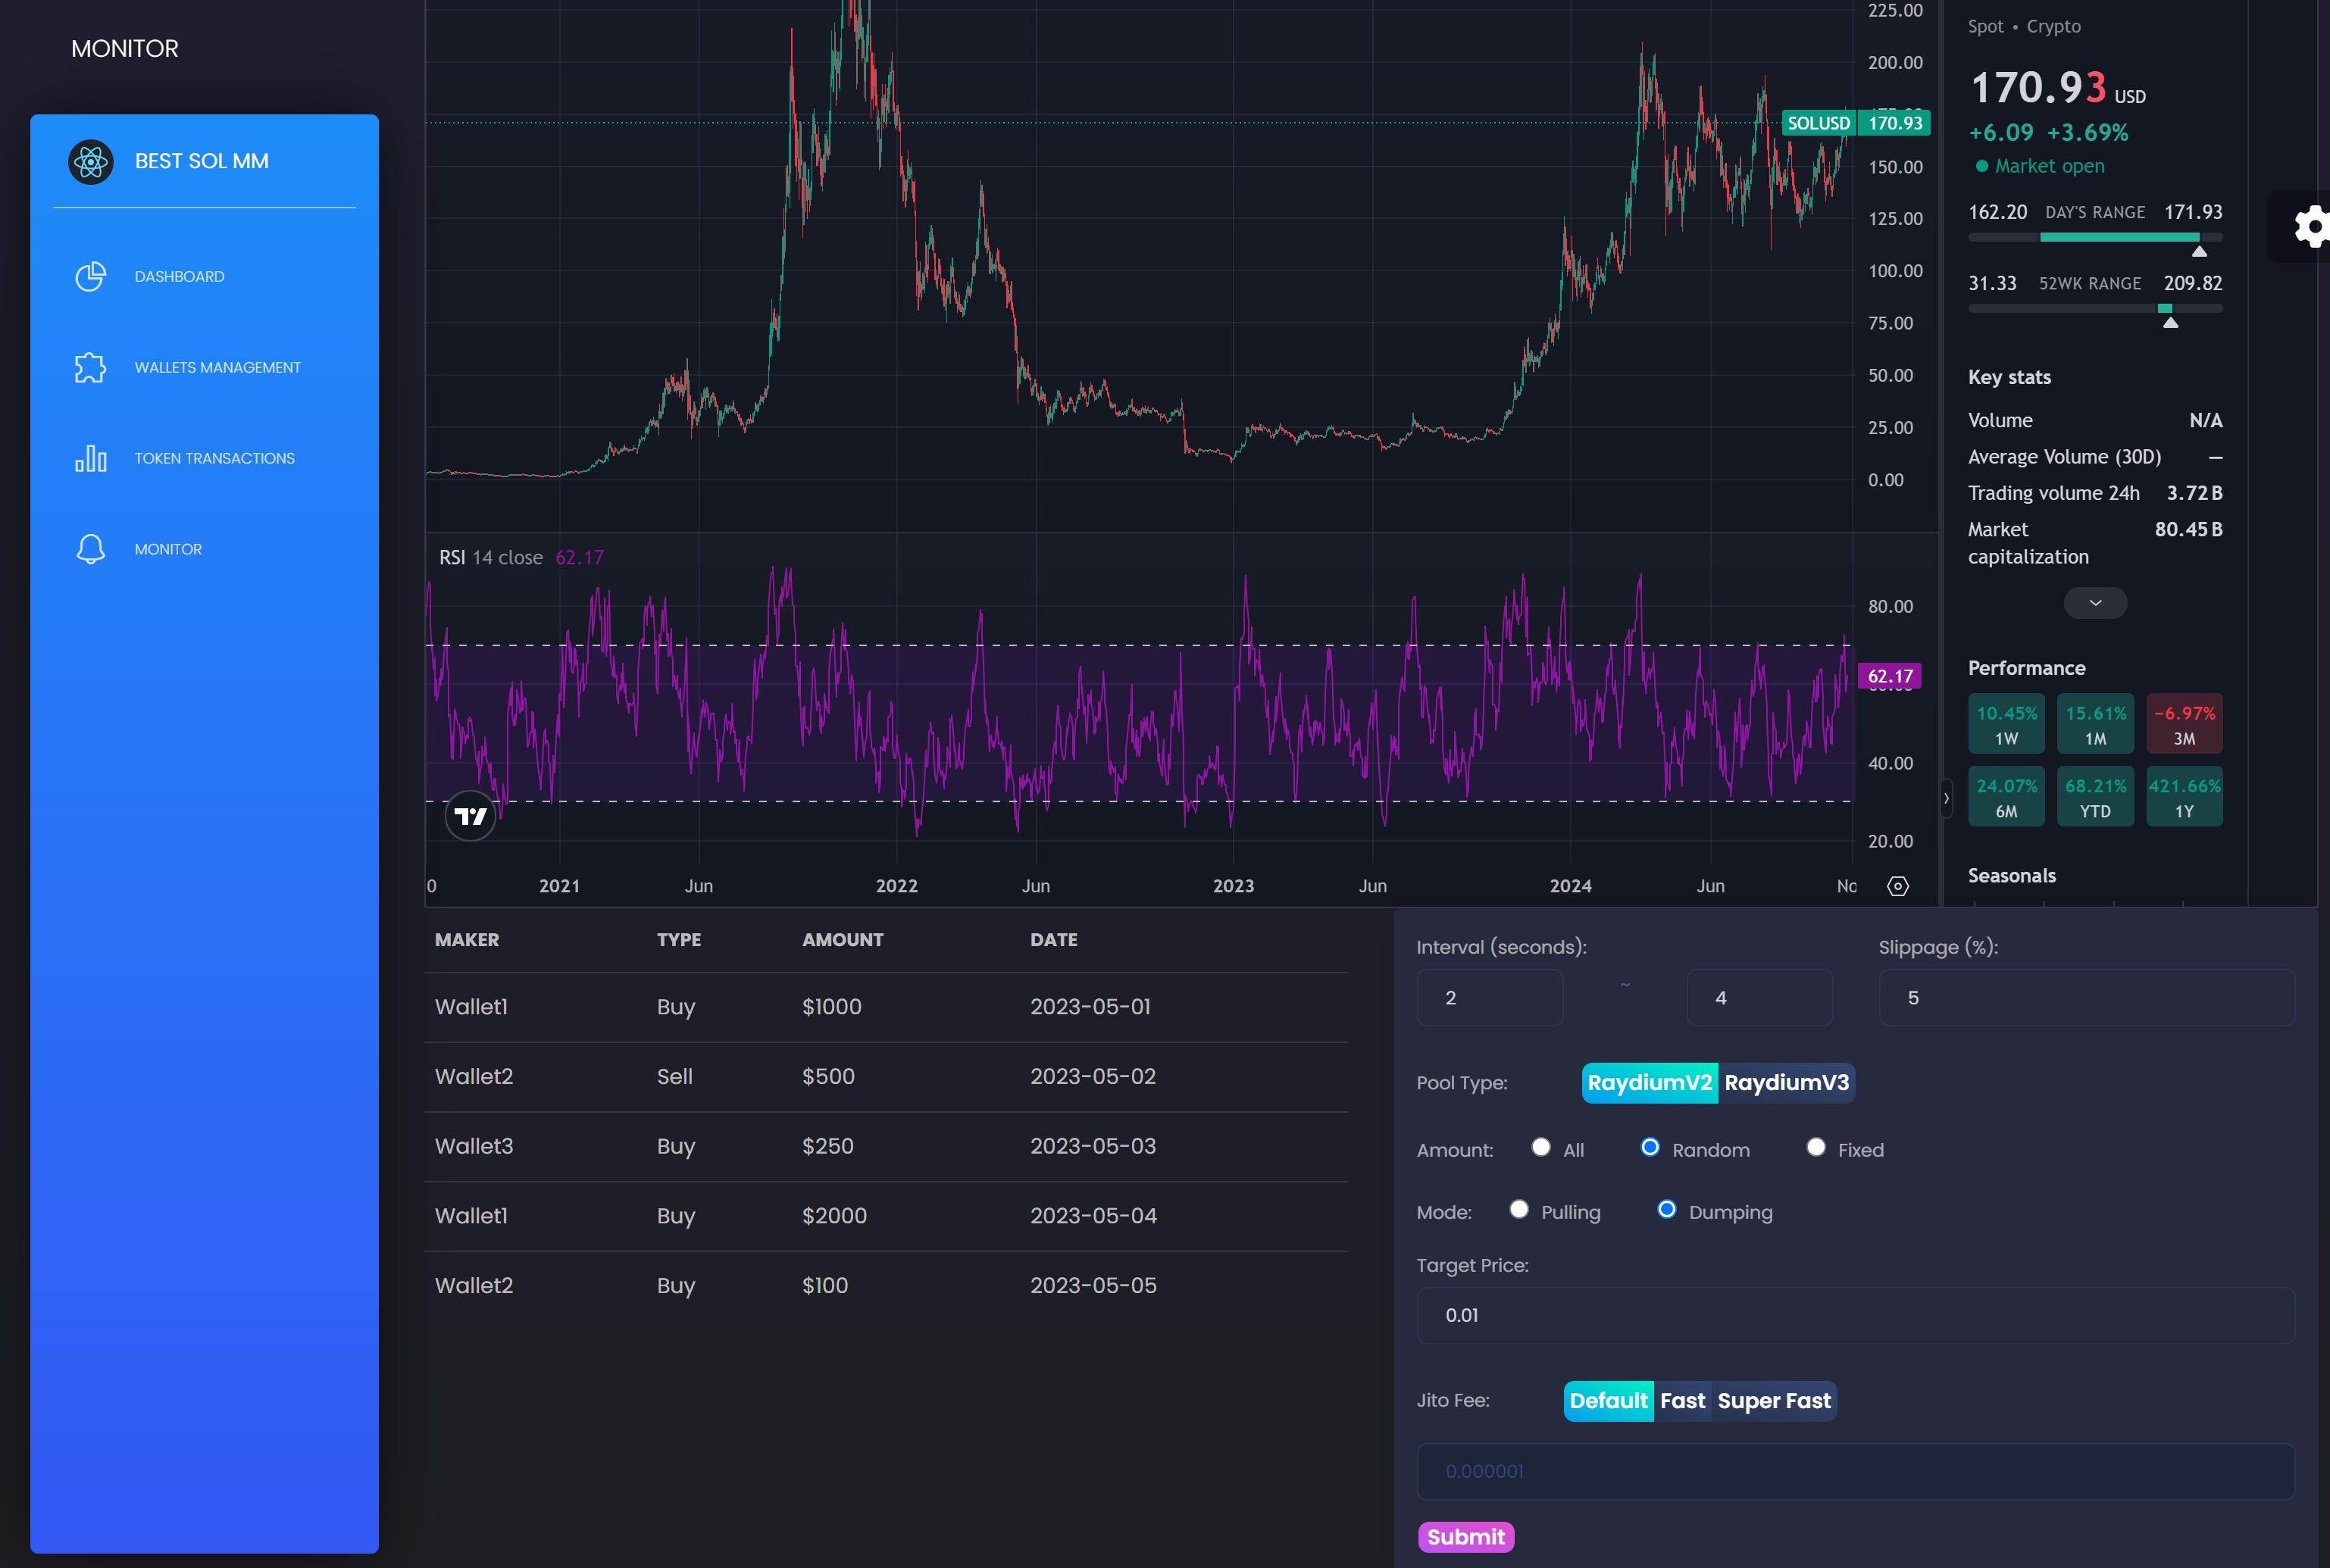 MONITOR
BEST SOL MM
DASHBOARD
WALLETS MANAGEMENT
TOKEN TRANSACTIONS
MONITOR
225.00
200.00
SOLUSD 170.93
150.00
125.00
100.00
75.00
50.00
25.00
0.00
RSI 14 close 62.17
80.00
62.17
40.00
20.00
0 2021 Jun 2022 Jun 2023 Jun 2024 Jun No
Spot • Crypto
170.93 USD
+6.09 +3.69%
Market open
162.20 DAY'S RANGE 171.93
31.33 52WK RANGE 209.82
Key stats
Volume N/A
Average Volume (30D) —
Trading volume 24h 3.72 B
Market capitalization 80.45 B
Performance
10.45% 15.61% −6.97%
1W 1M 3M
24.07% 68.21% 421.66%
6M YTD 1Y
Seasonals
MAKER TYPE AMOUNT DATE
Wallet1 Buy $1000 2023-05-01
Wallet2 Sell $500 2023-05-02
Wallet3 Buy $250 2023-05-03
Wallet1 Buy $2000 2023-05-04
Wallet2 Buy $100 2023-05-05
Interval (seconds): Slippage (%):
2 ~ 4 5
Pool Type: RaydiumV2 RaydiumV3
Amount: All Random Fixed
Mode: Pulling Dumping
Target Price:
0.01
Jito Fee: Default Fast Super Fast
0.000001
Submit